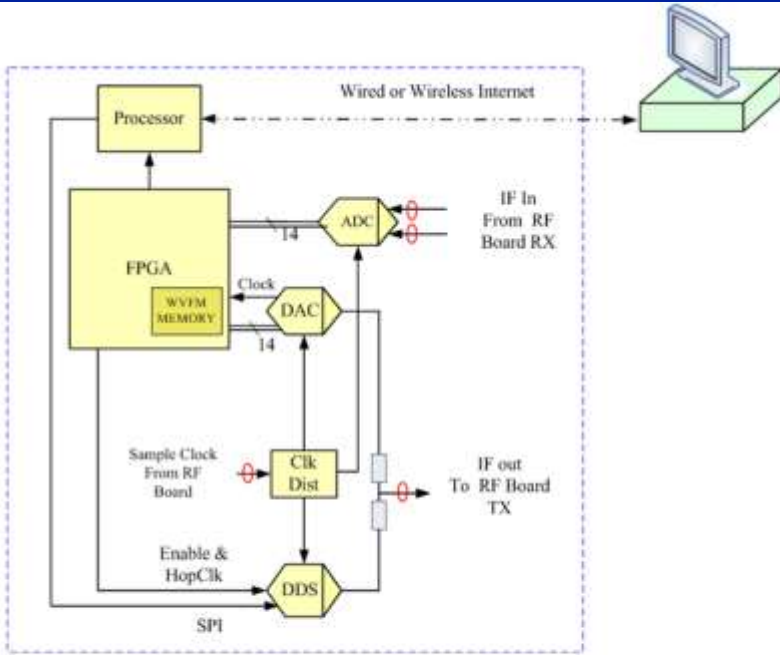 Wired or Wireless Internet
Processor
IF In
From RF
Board RX
ADC
14
FPGA
Clock
WVFM
MEMORY
DAC
14
Sample Clock
From RF
Board
Clk
Dist
IF out
To RF Board
TX
Enable &
HopClk
DDS
SPI